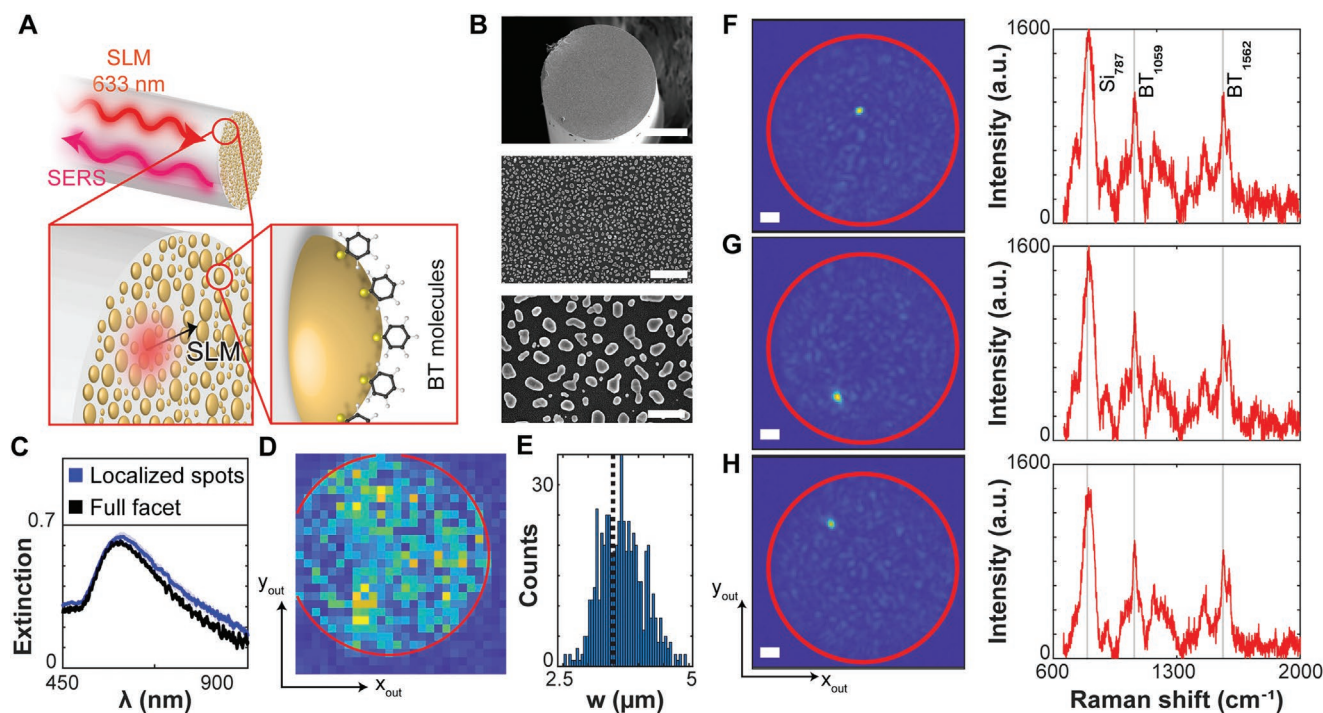 A
SLM
633 nm
SERS
SLM
BT molecules
B
C
Localized spots
Full facet
0.7
0
Extinction
450
900
λ (nm)
D
y_out
x_out
E
30
0
Counts
2.5
5
w (µm)
F
1600
0
Intensity (a.u.)
Si_787
BT_1059
BT_1562
G
1600
0
Intensity (a.u.)
H
y_out
x_out
1600
0
Intensity (a.u.)
600
1300
2000
Raman shift (cm⁻¹)